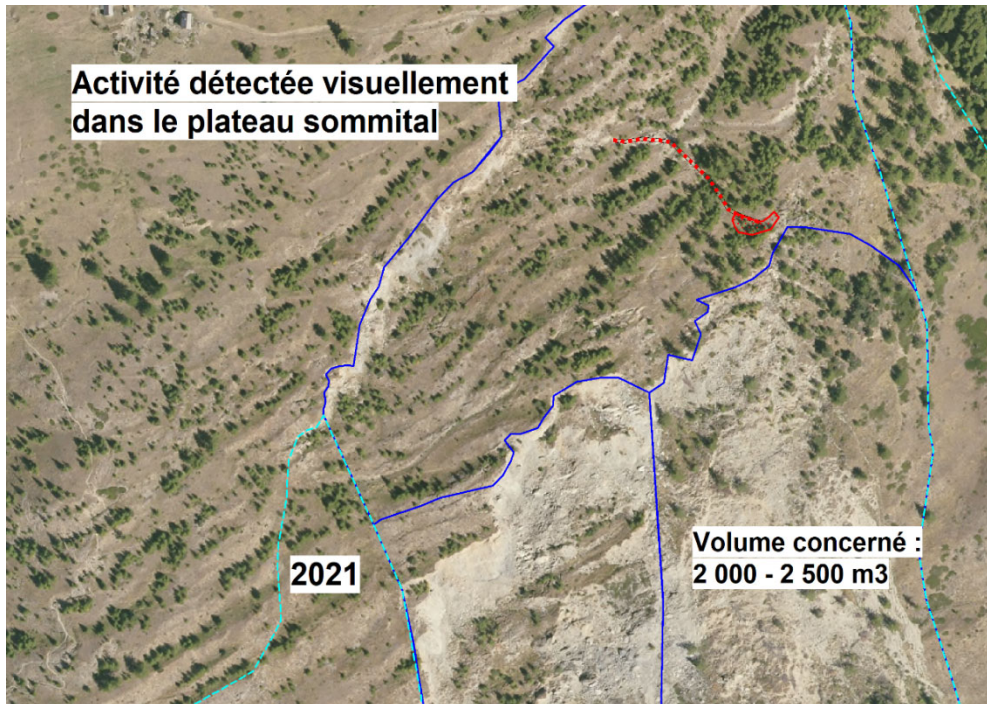 Activité détectée visuellement
dans le plateau sommital
2021
Volume concerné :
2 000 - 2 500 m3